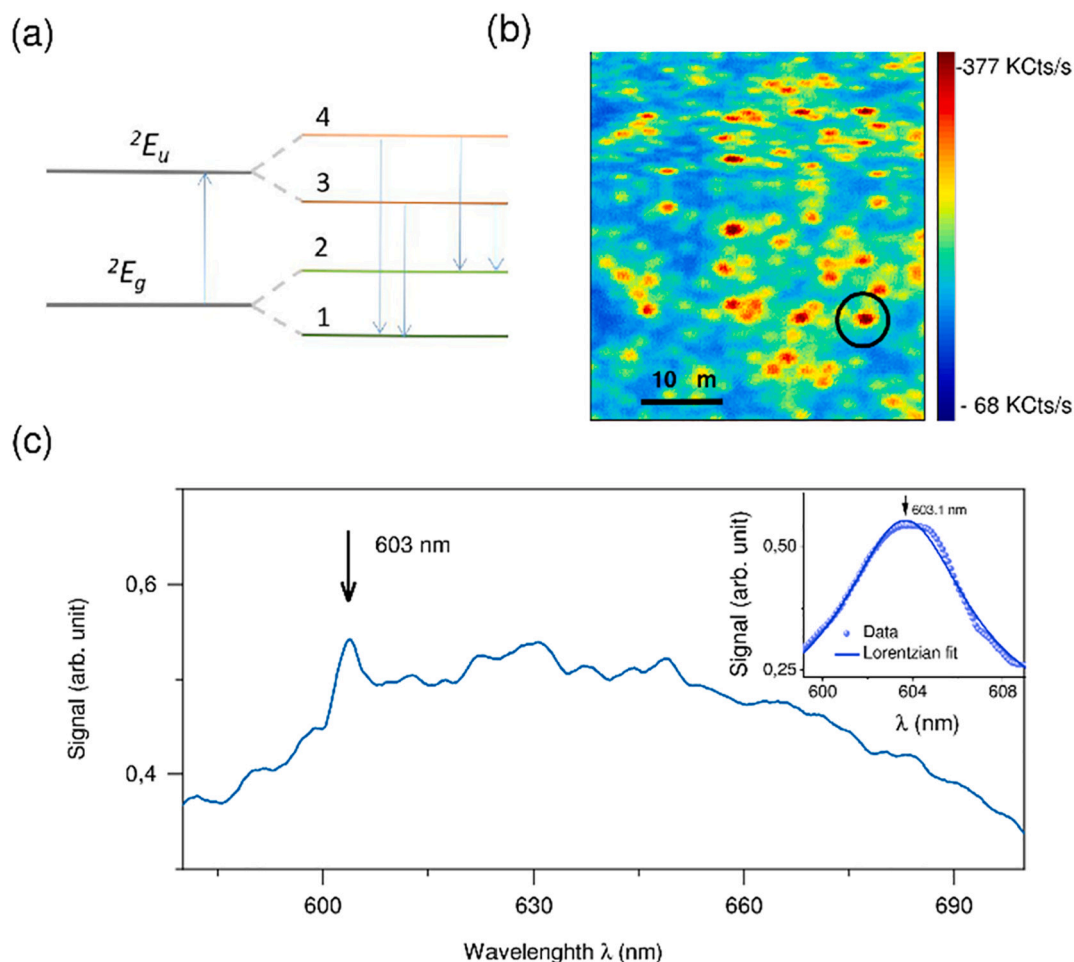 (a)
²Eu
²Eg
4
3
2
1
(b)
-377 KCts/s
- 68 KCts/s
10 m
(c)
Signal (arb. unit)
0,6
0,4
603 nm
600
630
660
690
Wavelenghth λ (nm)
Signal (arb. unit)
0,50
0,25
603.1 nm
Data
Lorentzian fit
600
604
608
λ (nm)